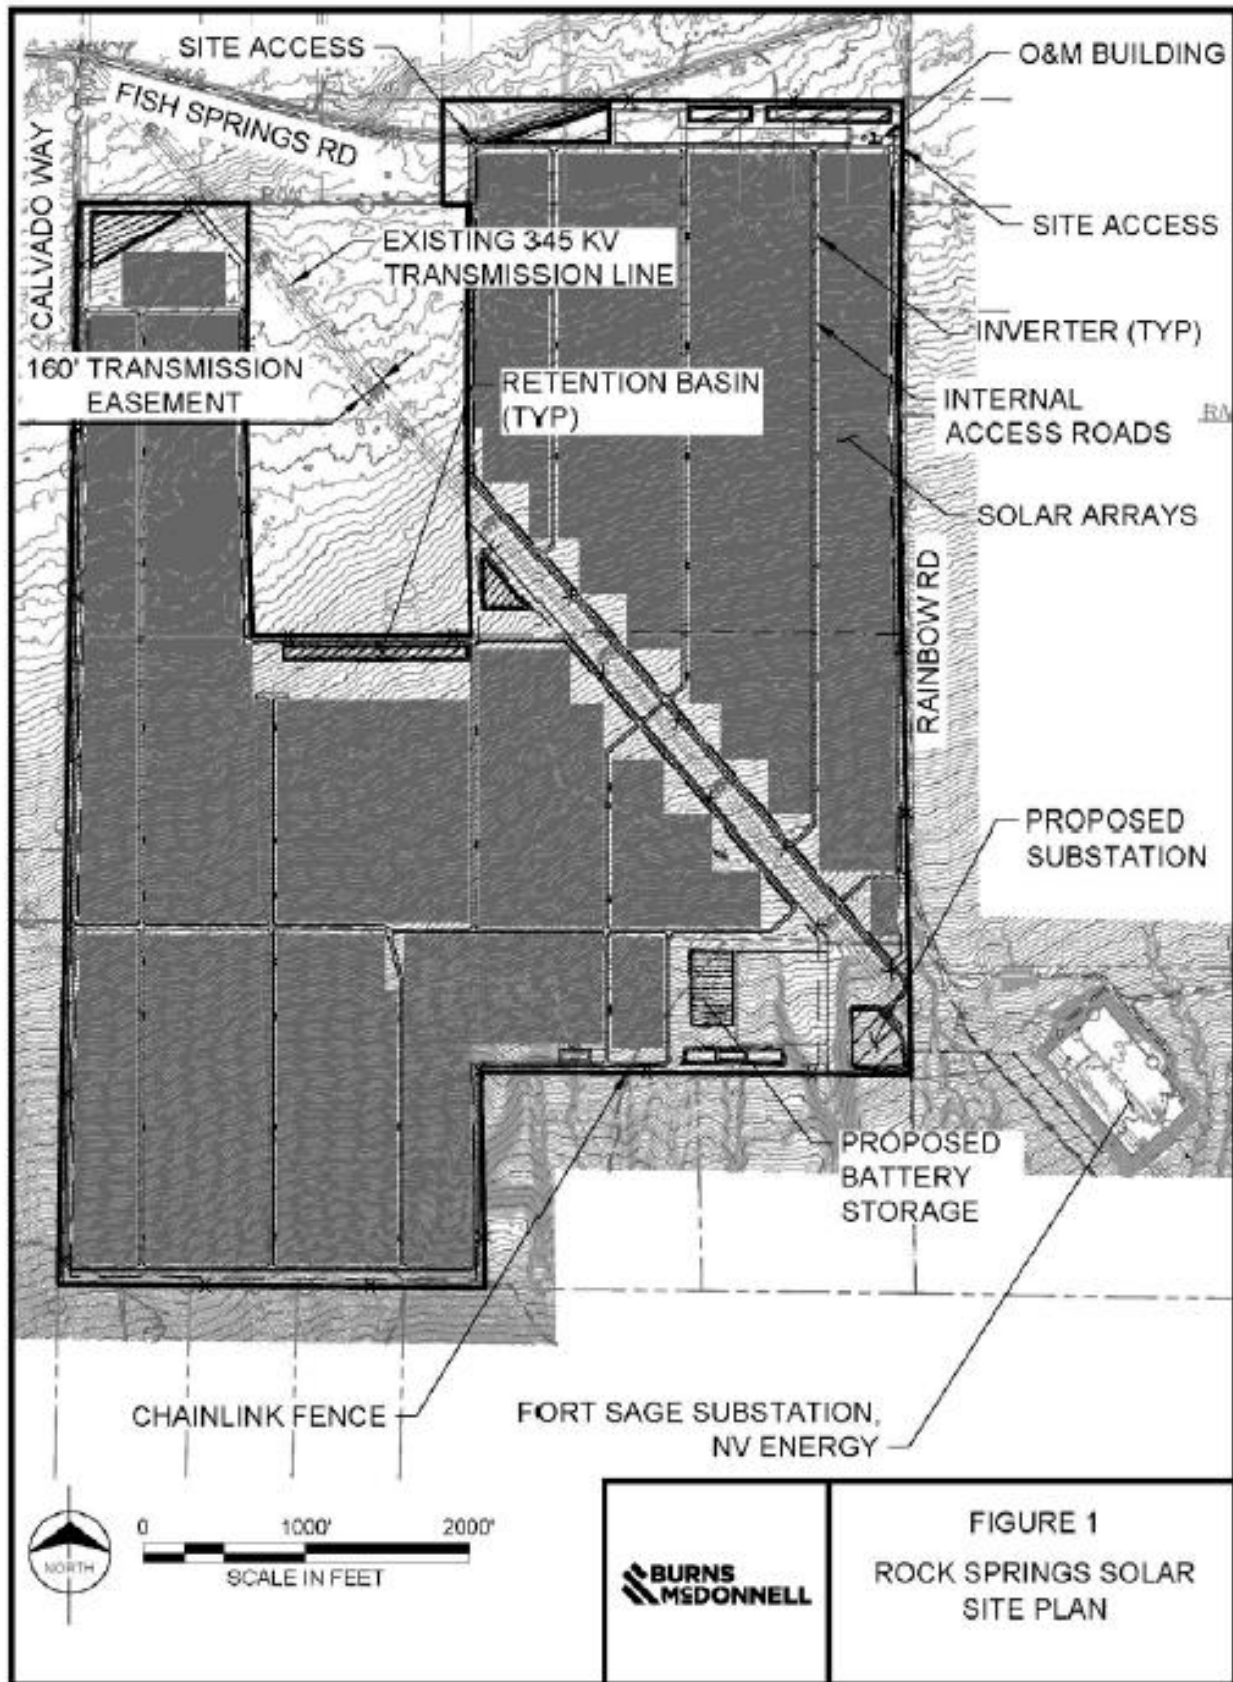 SITE ACCESS
O&M BUILDING
FISH SPRINGS RD
CALVADO WAY
SITE ACCESS
EXISTING 345 KV
TRANSMISSION LINE
INVERTER (TYP)
160' TRANSMISSION
EASEMENT
RETENTION BASIN
(TYP)
INTERNAL
ACCESS ROADS
SOLAR ARRAYS
RAINBOW RD
PROPOSED
SUBSTATION
PROPOSED
BATTERY
STORAGE
CHAINLINK FENCE
FORT SAGE SUBSTATION,
NV ENERGY
NORTH
0 1000' 2000'
SCALE IN FEET
BURNS
MCDONNELL
FIGURE 1
ROCK SPRINGS SOLAR
SITE PLAN